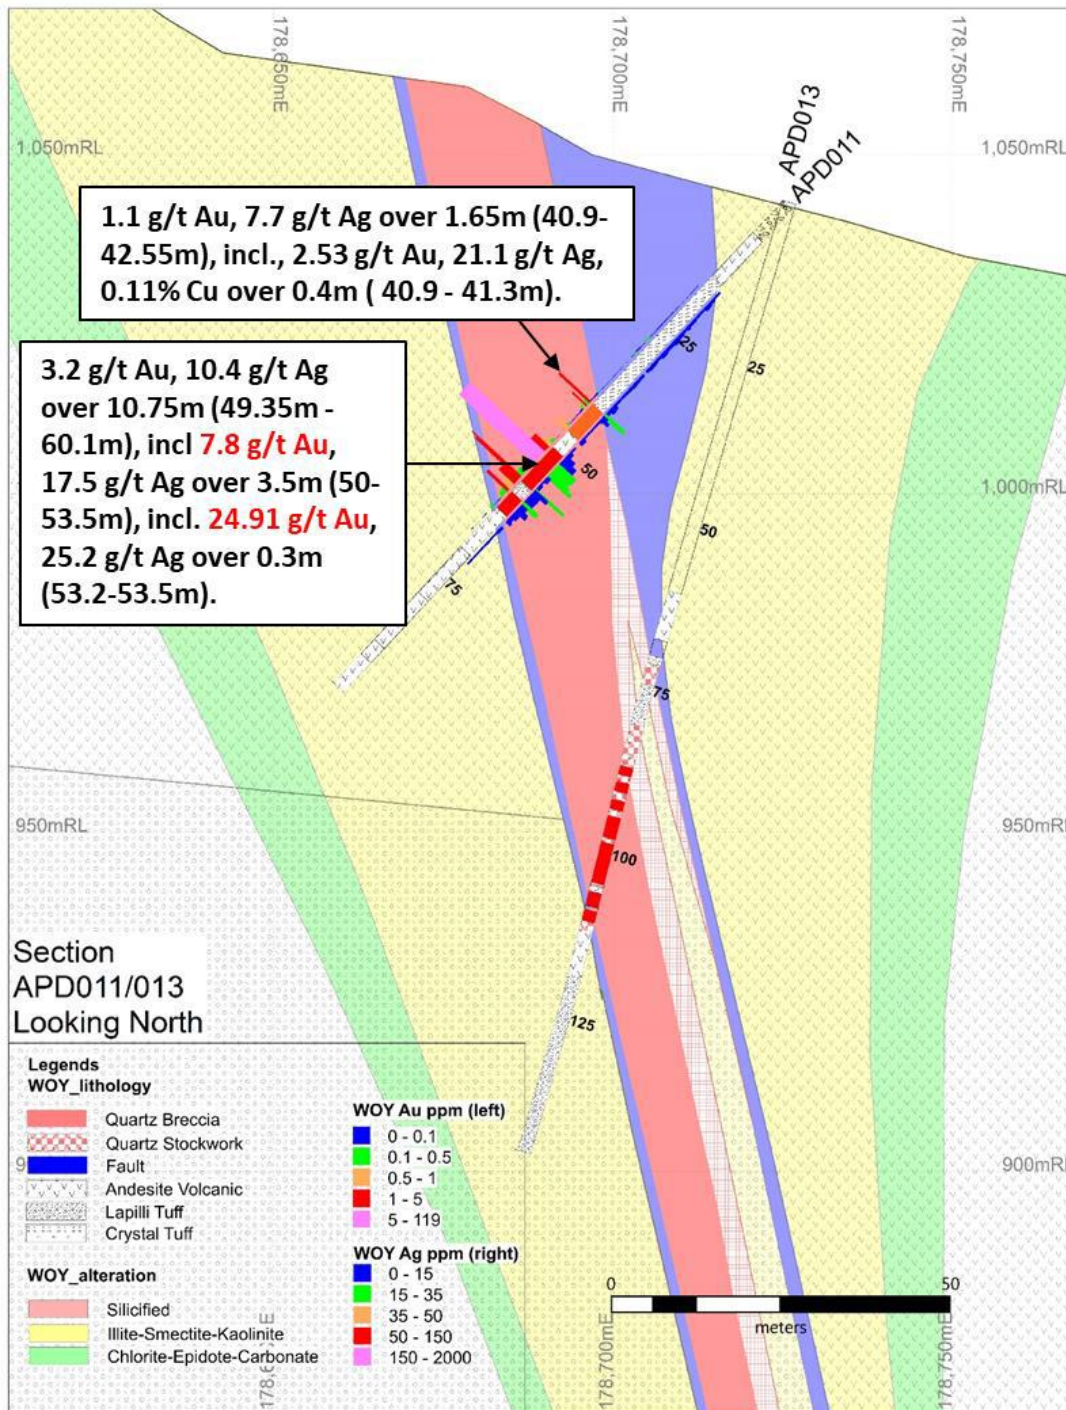 178,650mE
178,700mE
178,750mE
APD013
APD011
1,050mRL
1,050mRL
1.1 g/t Au, 7.7 g/t Ag over 1.65m (40.9-
42.55m), incl., 2.53 g/t Au, 21.1 g/t Ag,
0.11% Cu over 0.4m ( 40.9 - 41.3m).
3.2 g/t Au, 10.4 g/t Ag
over 10.75m (49.35m -
60.1m), incl 7.8 g/t Au,
17.5 g/t Ag over 3.5m (50-
53.5m), incl. 24.91 g/t Au,
25.2 g/t Ag over 0.3m
(53.2-53.5m).
25
25
50
1,000mRL
50
75
75
950mRL
950mRL
100
125
Section
APD011/013
Looking North
Legends
WOY_lithology
Quartz Breccia
Quartz Stockwork
Fault
Andesite Volcanic
Lapilli Tuff
Crystal Tuff
WOY_alteration
Silicified
Illite-Smectite-Kaolinite
Chlorite-Epidote-Carbonate
WOY Au ppm (left)
0 - 0.1
0.1 - 0.5
0.5 - 1
1 - 5
5 - 119
WOY Ag ppm (right)
0 - 15
15 - 35
35 - 50
50 - 150
150 - 2000
900mRL
0
50
meters
178,700mE
178,750mE